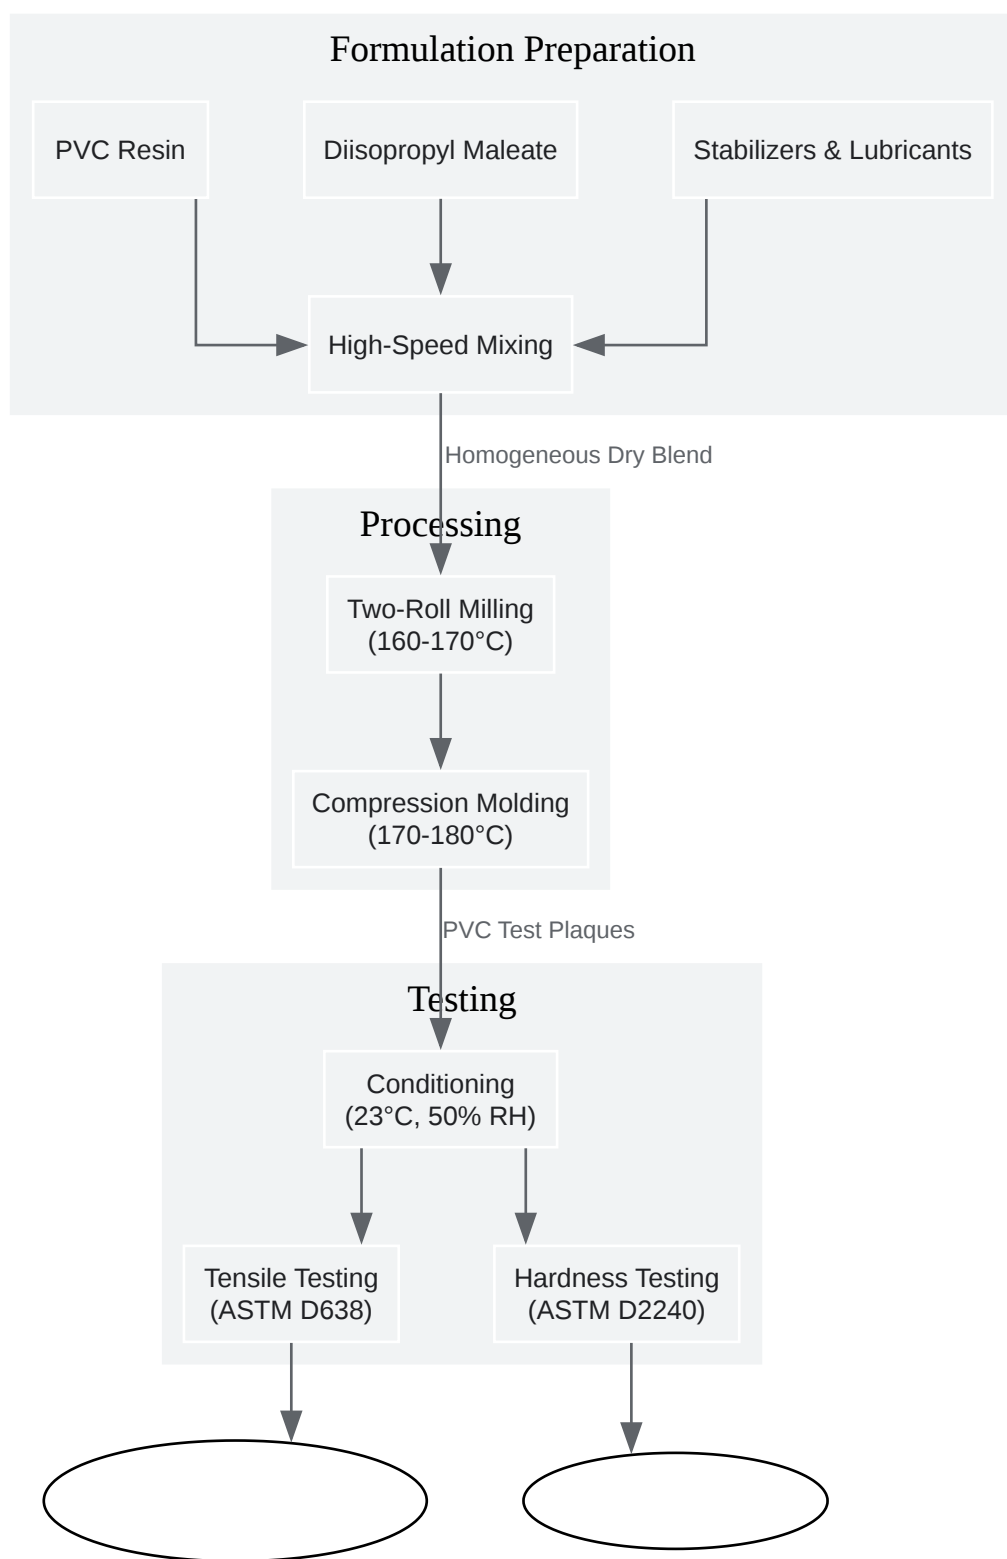 Formulation Preparation
PVC Resin
Diisopropyl Maleate
Stabilizers & Lubricants
High-Speed Mixing
Homogeneous Dry Blend
Processing
Two-Roll Milling
(160-170°C)
Compression Molding
(170-180°C)
PVC Test Plaques
Testing
Conditioning
(23°C, 50% RH)
Tensile Testing
(ASTM D638)
Hardness Testing
(ASTM D2240)